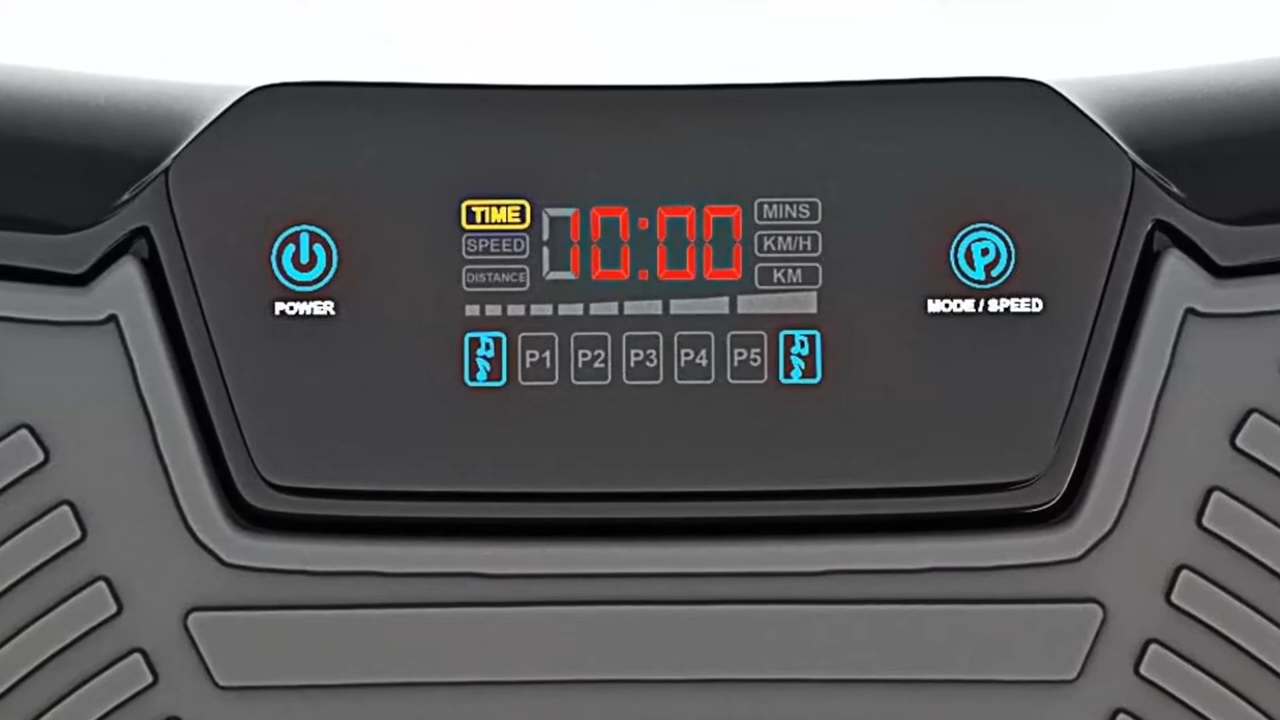 TIME 10:00 MINS
SPEED KM/H
DISTANCE KM
POWER
MODE / SPEED
P1 P2 P3 P4 P5